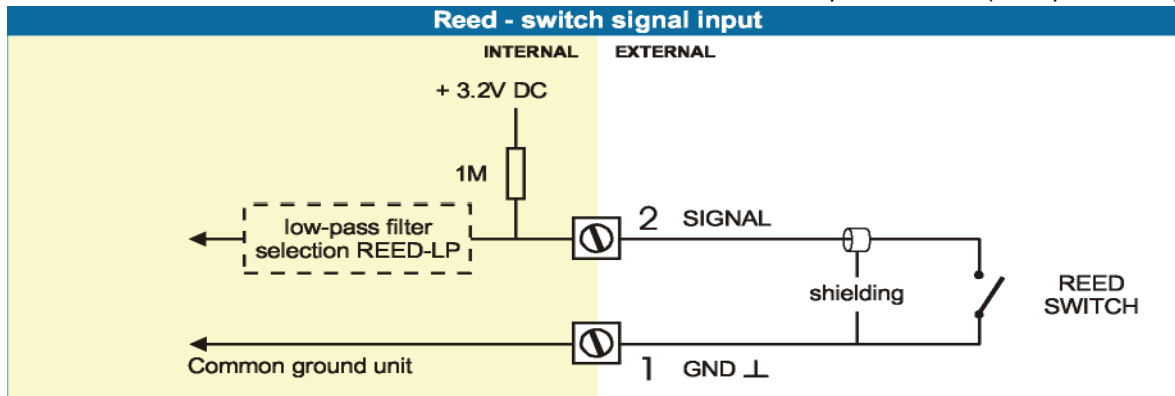 Reed - switch signal input
INTERNAL
EXTERNAL
+ 3.2V DC
1M
low-pass filter
selection REED-LP
2 SIGNAL
shielding
REED
SWITCH
Common ground unit
1 GND ⊥